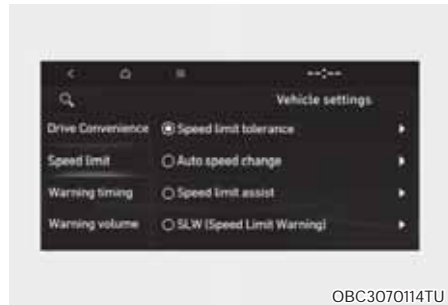 --:--
Vehicle settings
Drive Convenience
Speed limit tolerance
Speed limit
Auto speed change
Warning timing
Speed limit assist
Warning volume
SLW (Speed Limit Warning)
OBC3070114TU